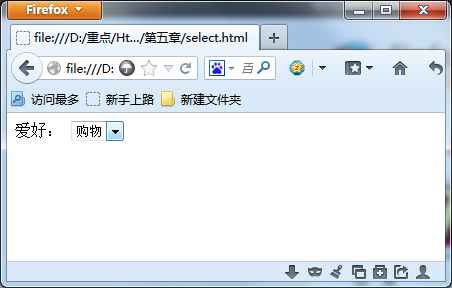 Firefox
file:///D:/重点/Ht.../第五章/select.html
file:///D: 百
访问最多 新手上路 新建文件夹
爱好： 购物